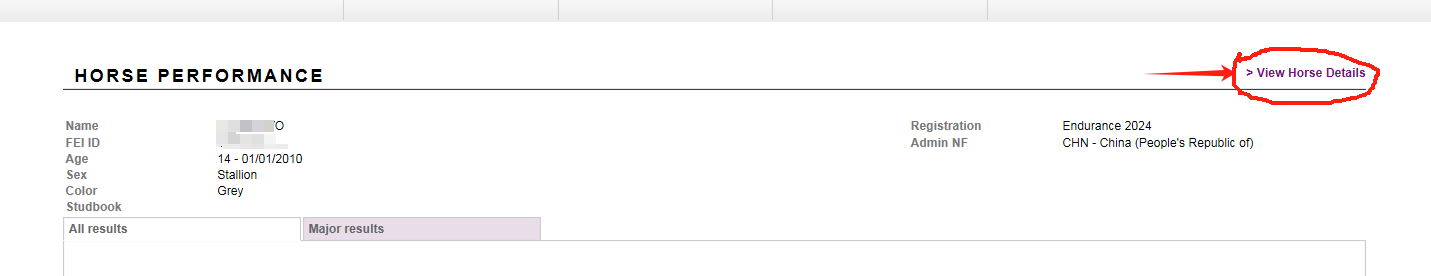 HORSE PERFORMANCE
> View Horse Details
Name
FEI ID
Age 14 - 01/01/2010
Sex Stallion
Color Grey
Studbook
Registration Endurance 2024
Admin NF CHN - China (People's Republic of)
All results
Major results